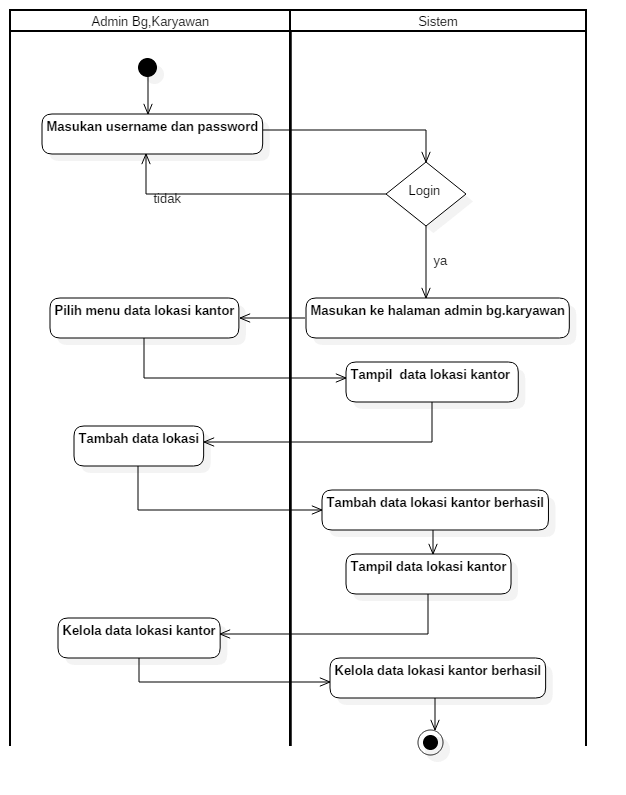 Admin Bg,Karyawan
Sistem
Masukan username dan password
Login
tidak
ya
Pilih menu data lokasi kantor
Masukan ke halaman admin bg.karyawan
Tampil  data lokasi kantor
Tambah data lokasi
Tambah data lokasi kantor berhasil
Tampil data lokasi kantor
Kelola data lokasi kantor
Kelola data lokasi kantor berhasil